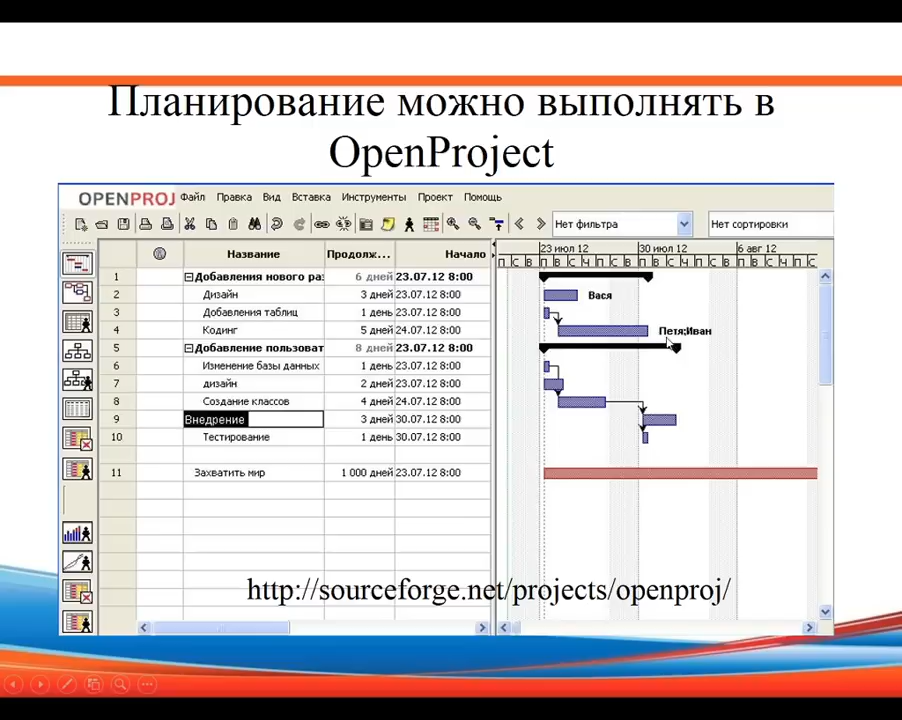 Планирование можно выполнять в
OpenProject
OPENPROJ Файл Правка Вид Вставка Инструменты Проект Помощь
Нет фильтра Нет сортировки
Название Продолж... Начало 23 июл 12 30 июл 12 6 авг 12
П С В П В С Ч П С В П В С Ч П С В П В С Ч П С
1 Добавления нового ра: 6 дней 23.07.12 8:00
2 Дизайн 3 дней 23.07.12 8:00 Вася
3 Добавления таблиц 1 день 23.07.12 8:00
4 Кодинг 5 дней 24.07.12 8:00 Петя;Иван
5 Добавление пользоват 8 дней 23.07.12 8:00
6 Изменение базы данных 1 день 23.07.12 8:00
7 дизайн 2 дней 23.07.12 8:00
8 Создание классов 4 дней 24.07.12 8:00
9 Внедрение 3 дней 30.07.12 8:00
10 Тестирование 1 день 30.07.12 8:00
11 Захватить мир 1 000 дней 23.07.12 8:00
http://sourceforge.net/projects/openproj/